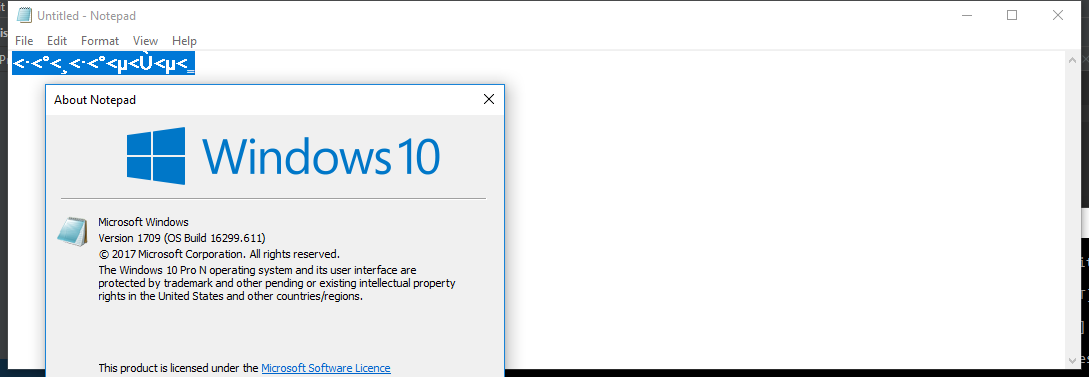 Untitled - Notepad
File Edit Format View Help
<·<°<¸<·<°<µ<Ù<µ<‗
About Notepad
Windows 10
Microsoft Windows
Version 1709 (OS Build 16299.611)
© 2017 Microsoft Corporation. All rights reserved.
The Windows 10 Pro N operating system and its user interface are
protected by trademark and other pending or existing intellectual property
rights in the United States and other countries/regions.
This product is licensed under the Microsoft Software Licence